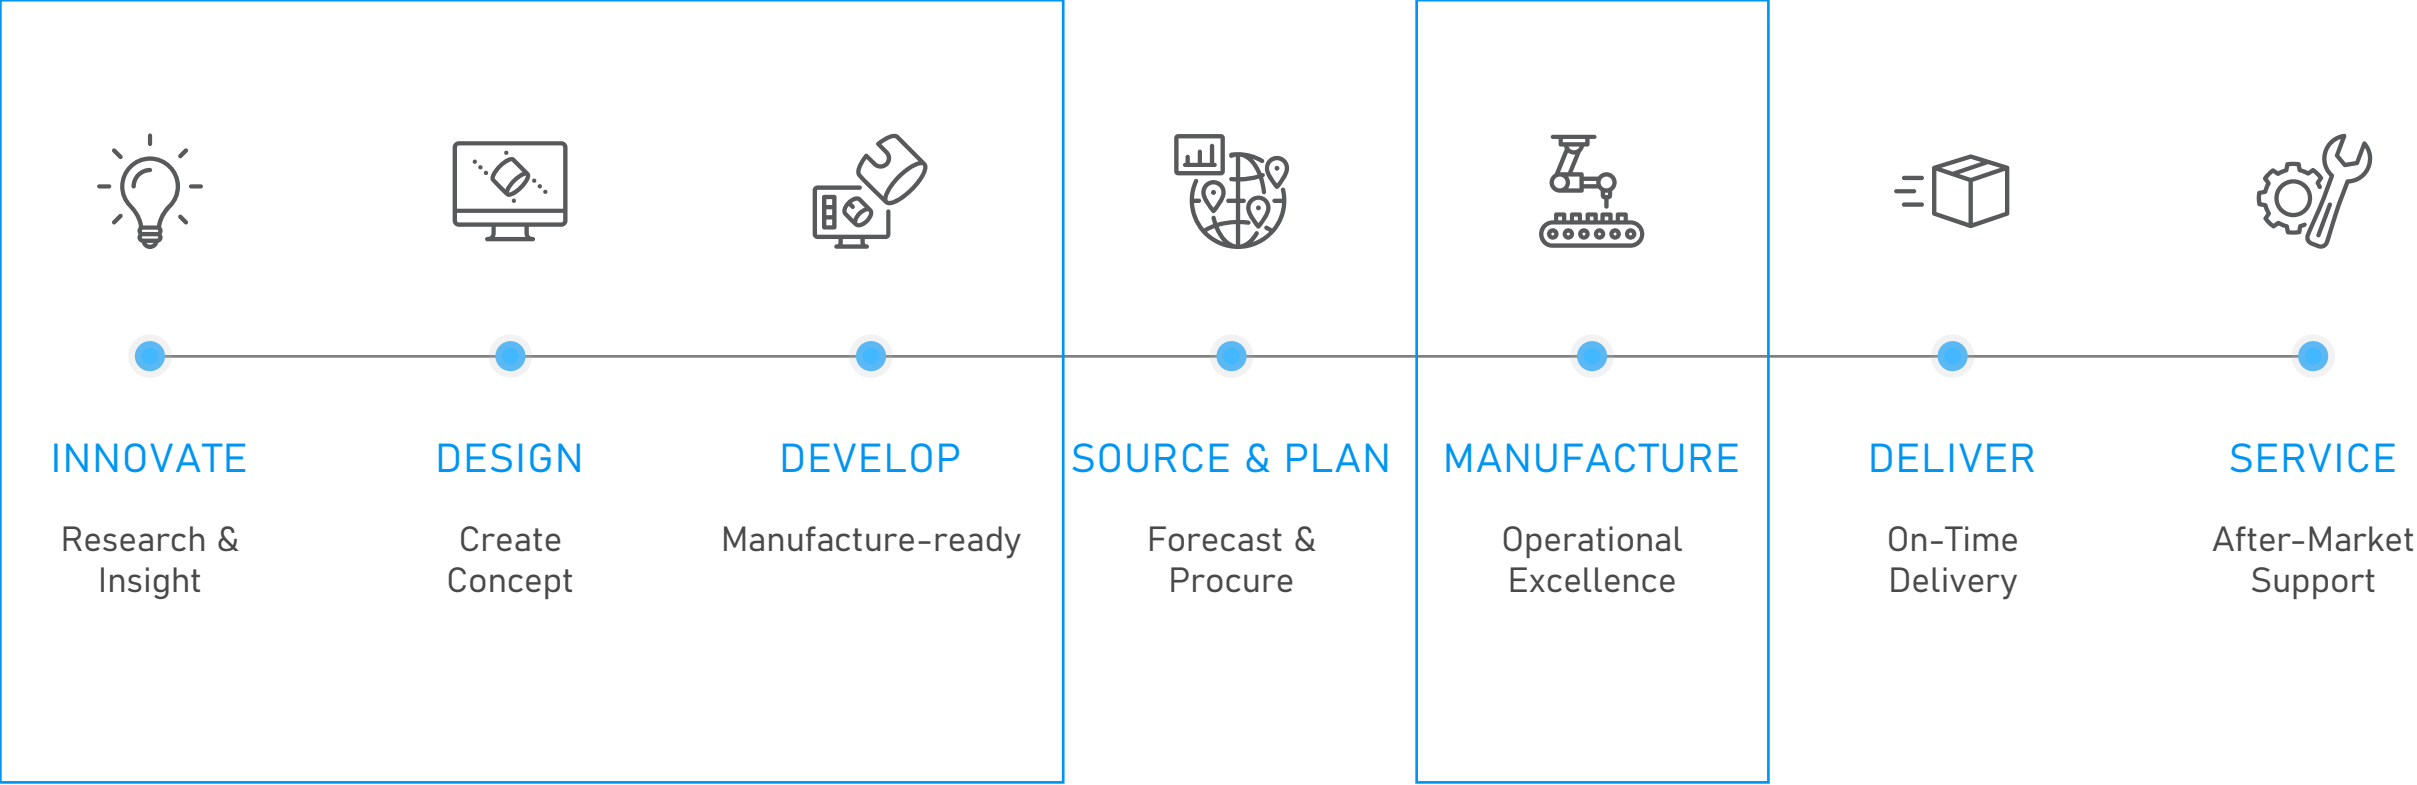 INNOVATE
Research &
Insight
DESIGN
Create
Concept
DEVELOP
Manufacture-ready
SOURCE & PLAN
Forecast &
Procure
MANUFACTURE
Operational
Excellence
DELIVER
On-Time
Delivery
SERVICE
After-Market
Support